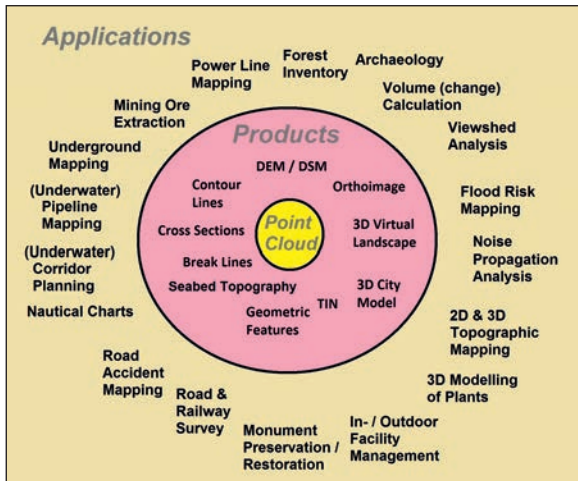 Applications
Power Line
Mapping
Forest
Inventory
Archaeology
Volume (change)
Calculation
Viewshed
Analysis
Flood Risk
Mapping
Noise
Propagation
Analysis
2D & 3D
Topographic
Mapping
3D Modelling
of Plants
In- / Outdoor
Facility
Management
Monument
Preservation /
Restoration
Road &
Railway
Survey
Road
Accident
Mapping
Nautical Charts
(Underwater)
Corridor
Planning
(Underwater)
Pipeline
Mapping
Underground
Mapping
Mining Ore
Extraction
Products
DEM / DSM
Orthoimage
3D Virtual
Landscape
3D City
Model
TIN
Geometric
Features
Seabed Topography
Break Lines
Cross Sections
Contour
Lines
Point
Cloud